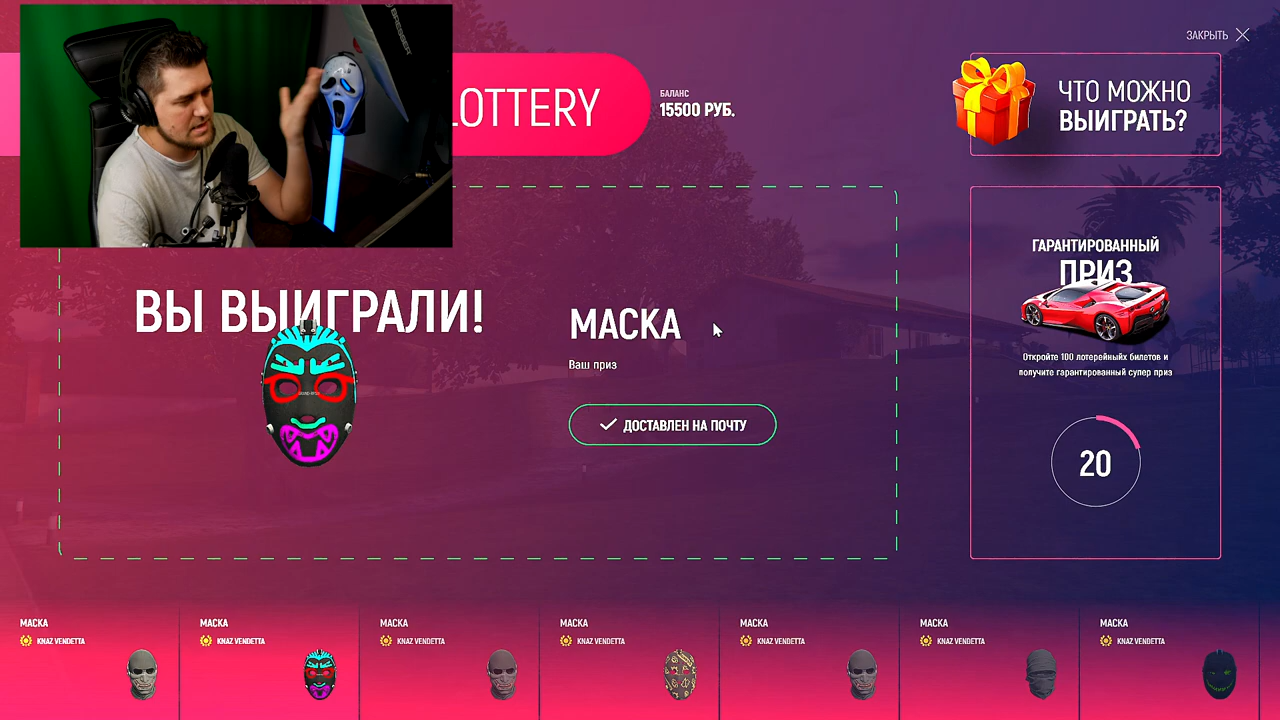 BRENNER
ЗАКРЫТЬ
LOTTERY
БАЛАНС
15500 РУБ.
ЧТО МОЖНО
ВЫИГРАТЬ?
ВЫ ВЫИГРАЛИ!
МАСКА
Ваш приз
ДОСТАВЛЕН НА ПОЧТУ
ГАРАНТИРОВАННЫЙ
ПРИЗ
Откройте 100 лотерейныйх билетов и
получите гарантированный супер приз
20
МАСКА
KNAZ VENDETTA
МАСКА
KNAZ VENDETTA
МАСКА
KNAZ VENDETTA
МАСКА
KNAZ VENDETTA
МАСКА
KNAZ VENDETTA
МАСКА
KNAZ VENDETTA
МАСКА
KNAZ VENDETTA